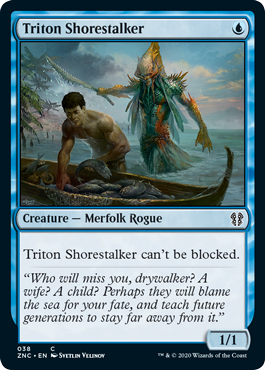 Triton Shorestalker
Creature — Merfolk Rogue
Triton Shorestalker can't be blocked.
“Who will miss you, drywalker? A
wife? A child? Perhaps they will blame
the sea for your fate, and teach future
generations to stay far away from it.”
1/1
038 C
ZNC • EN SVETLIN VELINOV
™ & © 2020 Wizards of the Coast